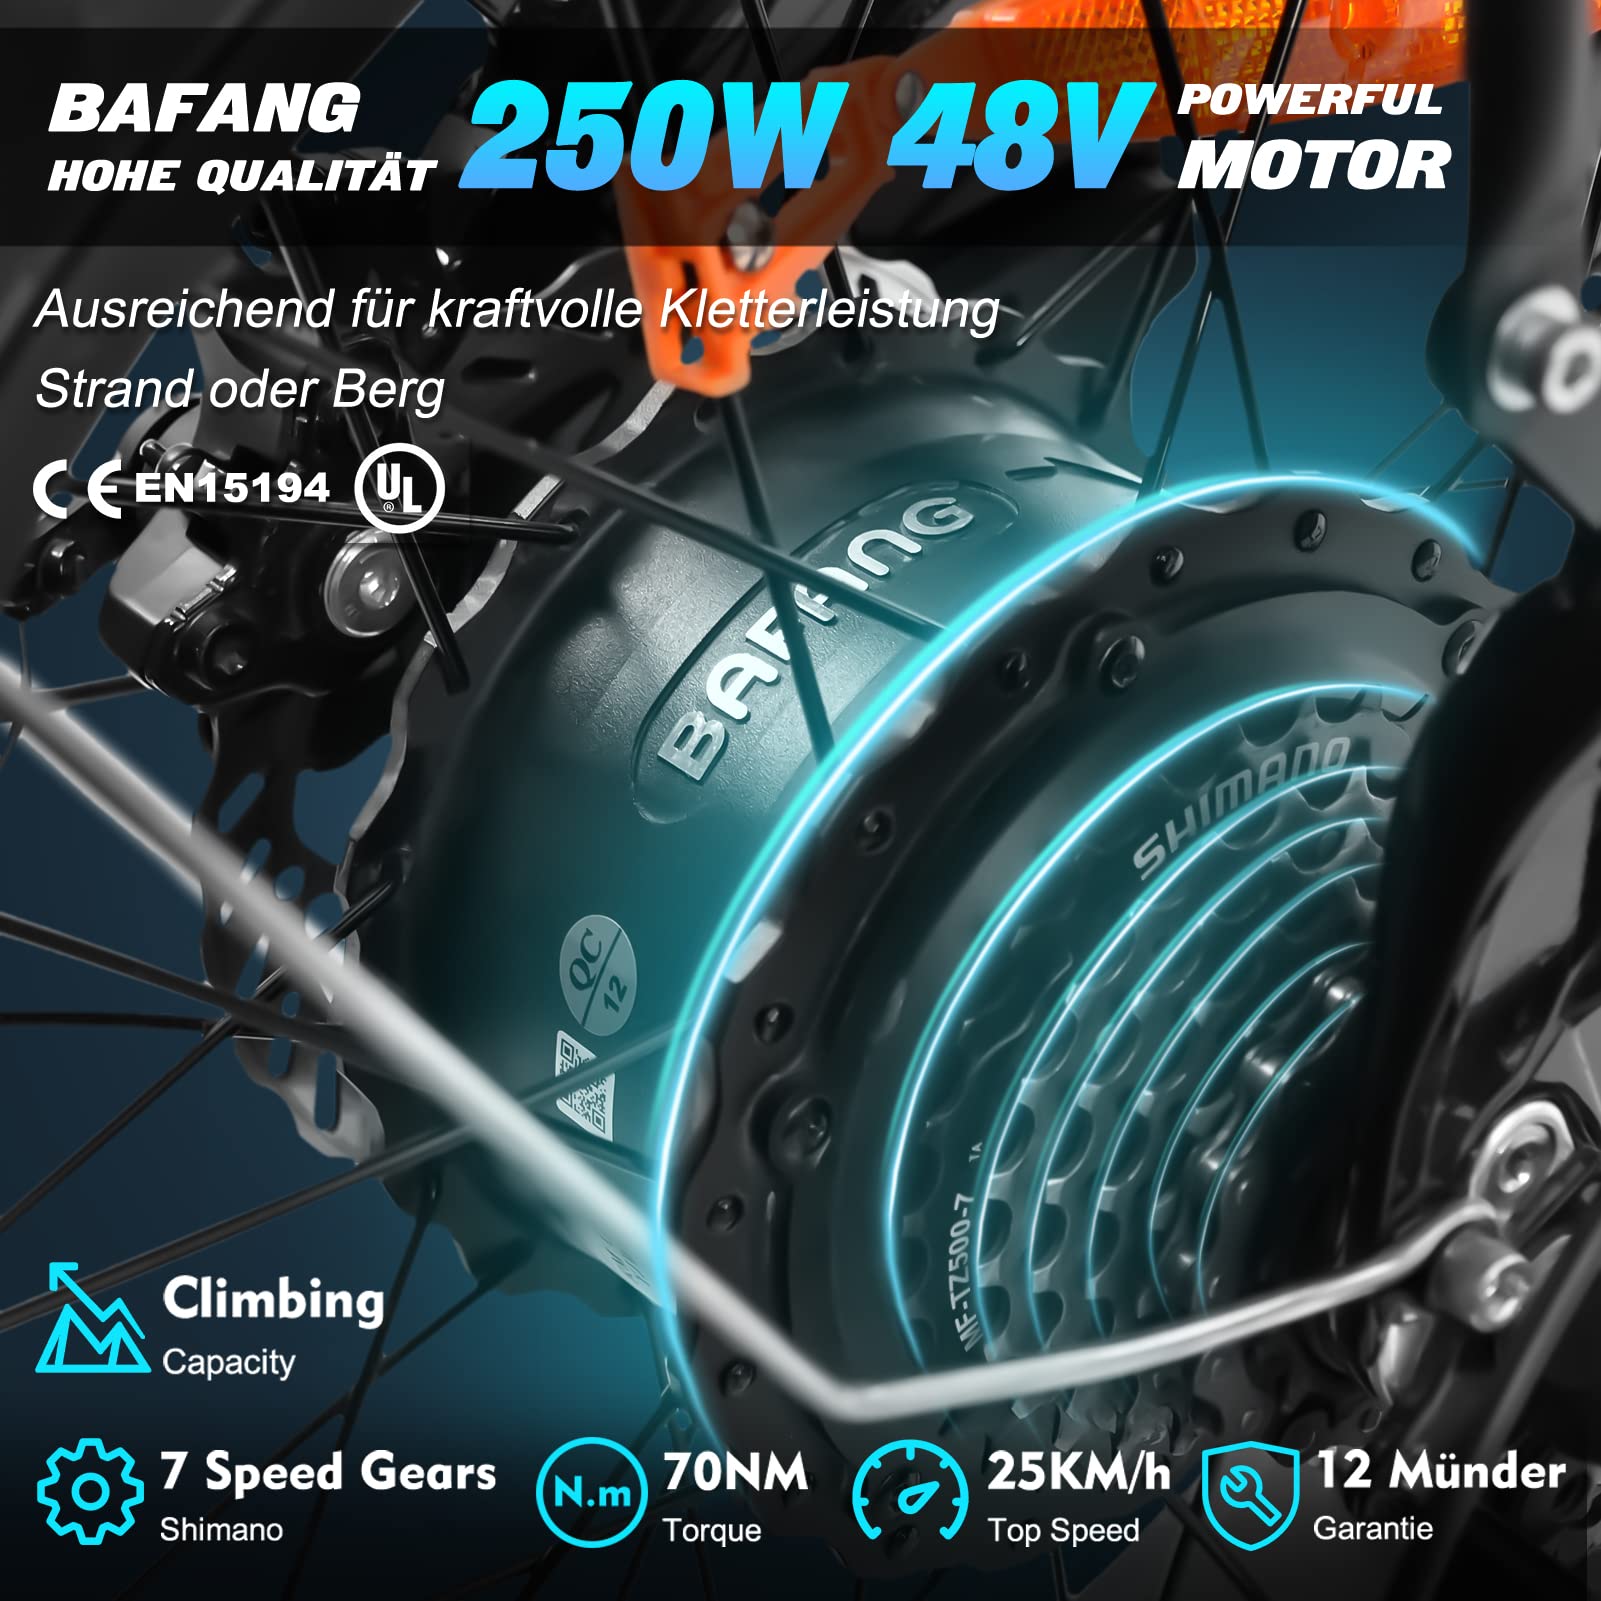 BAFANG
HOHE QUALITÄT
250W 48V
POWERFUL
MOTOR
Ausreichend für kraftvolle Kletterleistung
Strand oder Berg
CE EN15194 UL ®
BAFANG
SHIMANO
QC
12
MF-TZ500-7
TA
Climbing
Capacity
7 Speed Gears
Shimano
N.m
70NM
Torque
25KM/h
Top Speed
12 Münder
Garantie